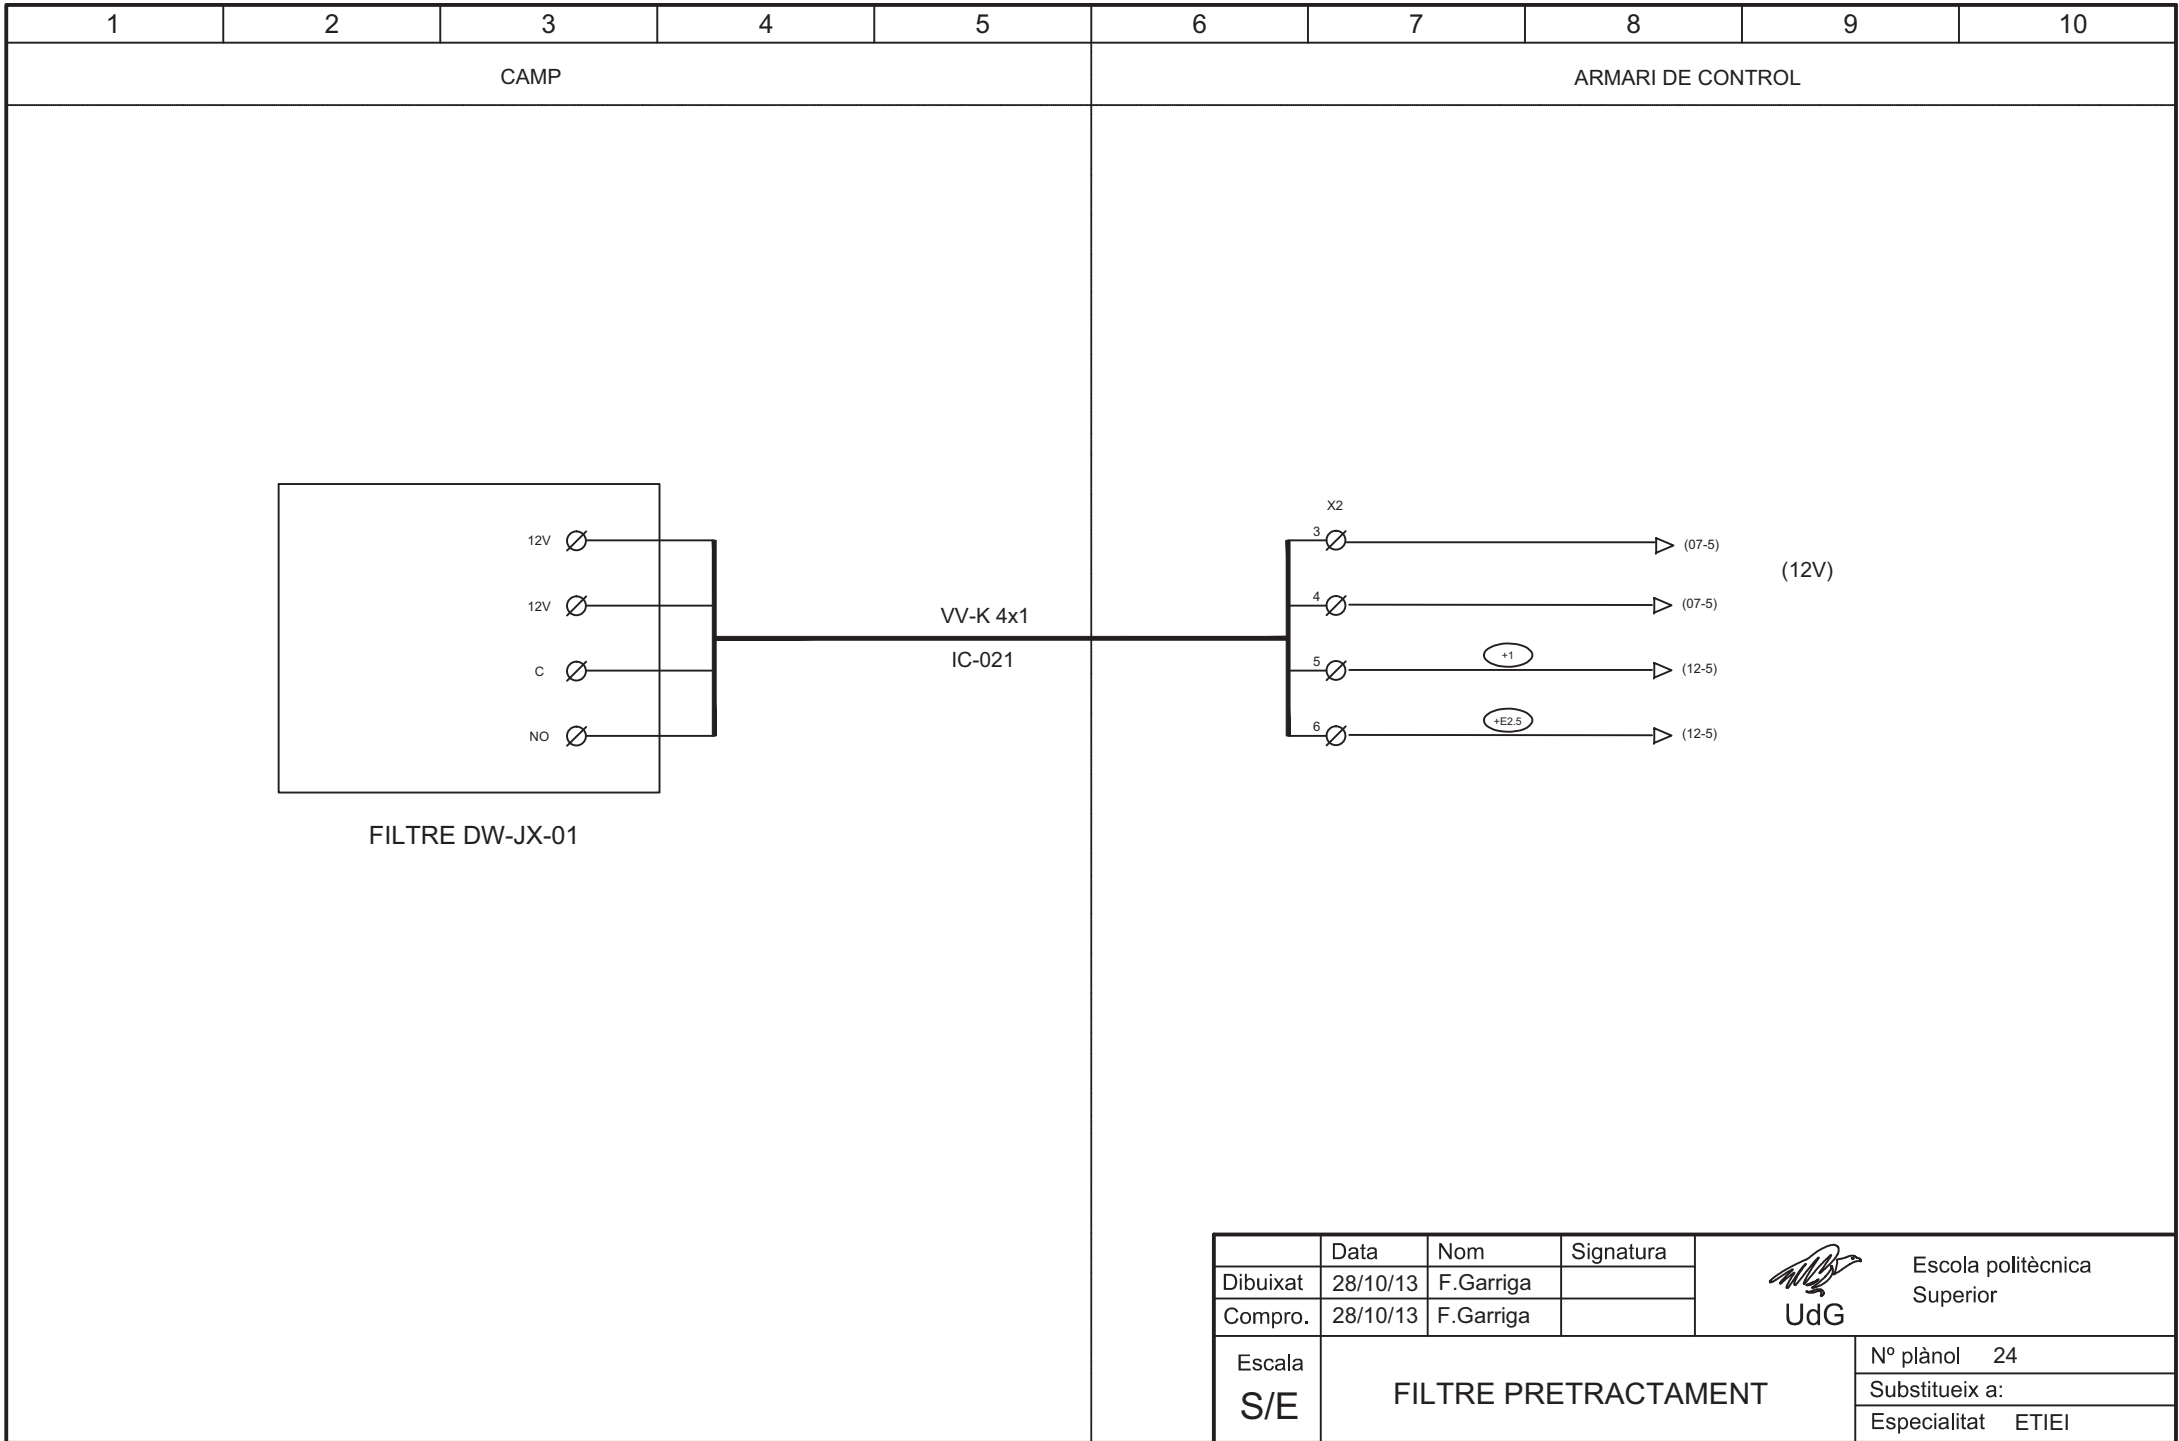 1 2 3 4 5 6 7 8 9 10
CAMP ARMARI DE CONTROL
X2
12V 3 (07-5)
(12V)
12V 4 (07-5)
VV-K 4x1
IC-021
+1
C 5 (12-5)
+E2.5
NO 6 (12-5)
FILTRE DW-JX-01
Data Nom Signatura
Dibuixat 28/10/13 F.Garriga
Compro. 28/10/13 F.Garriga
UdG
Escola politècnica
Superior
Escala
S/E
FILTRE PRETRACTAMENT
Nº plànol 24
Substitueix a:
Especialitat ETIEI